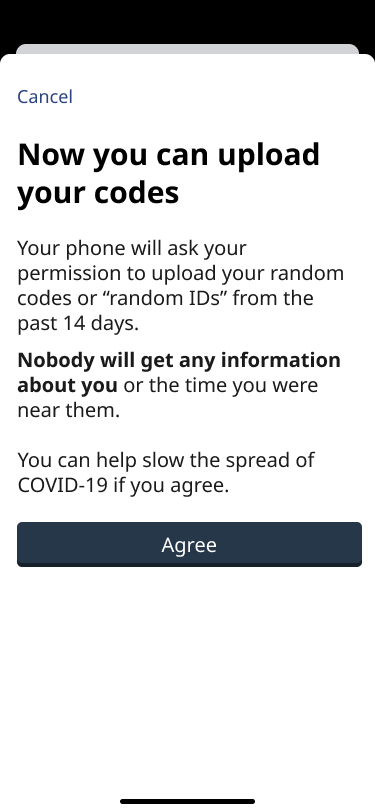 Cancel
Now you can upload
your codes
Your phone will ask your
permission to upload your random
codes or “random IDs” from the
past 14 days.
Nobody will get any information
about you or the time you were
near them.
You can help slow the spread of
COVID-19 if you agree.
Agree